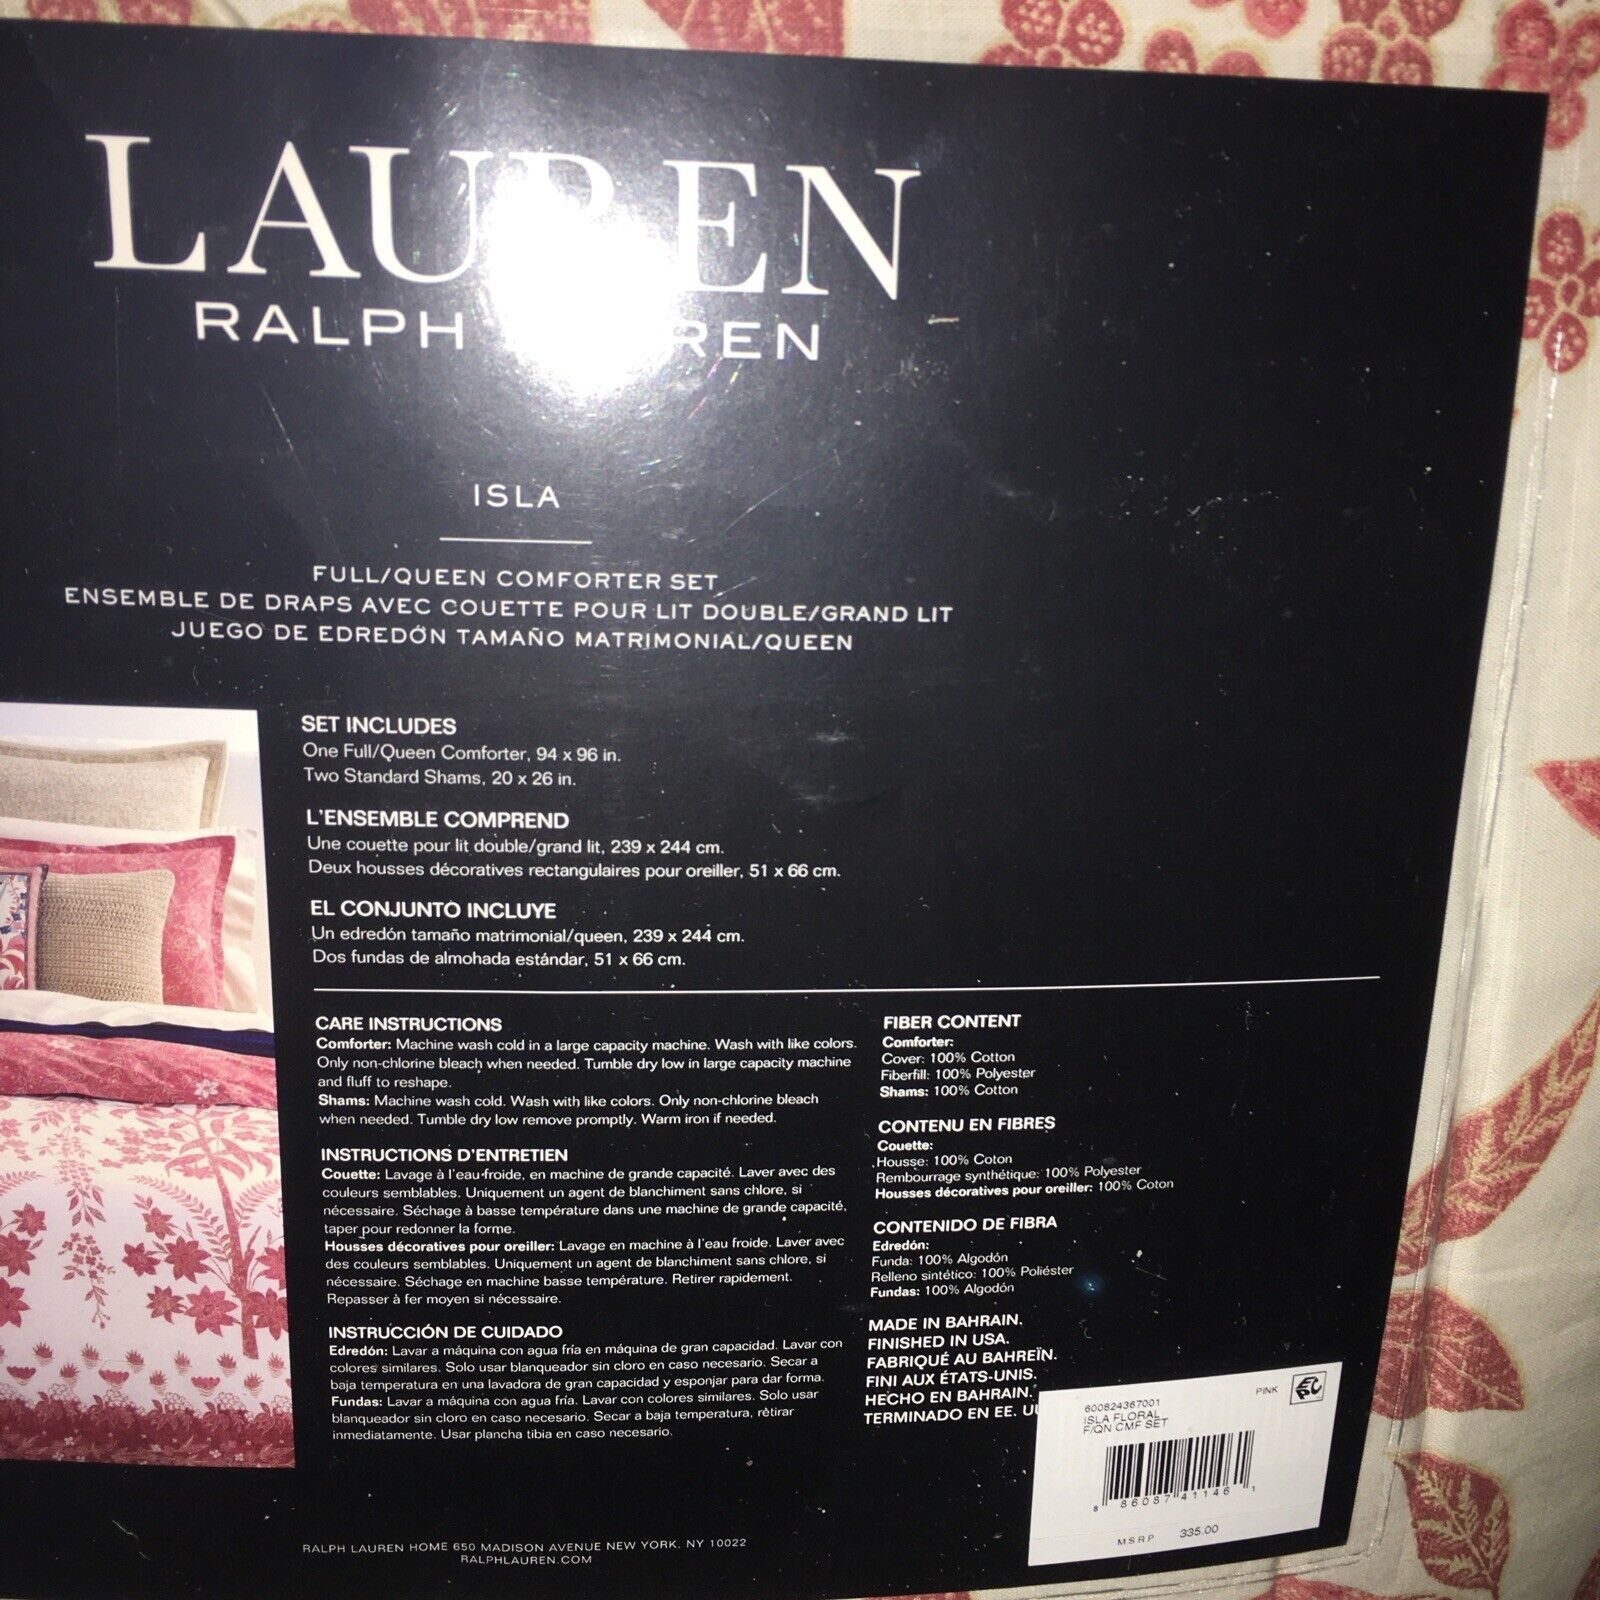 LAUREN
RALPH LAUREN
ISLA
FULL/QUEEN COMFORTER SET
ENSEMBLE DE DRAPS AVEC COUETTE POUR LIT DOUBLE/GRAND LIT
JUEGO DE EDREDÓN TAMAÑO MATRIMONIAL/QUEEN
SET INCLUDES
One Full/Queen Comforter, 94 x 96 in.
Two Standard Shams, 20 x 26 in.
L'ENSEMBLE COMPREND
Une couette pour lit double/grand lit, 239 x 244 cm.
Deux housses décoratives rectangulaires pour oreiller, 51 x 66 cm.
EL CONJUNTO INCLUYE
Un edredón tamaño matrimonial/queen, 239 x 244 cm.
Dos fundas de almohada estándar, 51 x 66 cm.
CARE INSTRUCTIONS
Comforter: Machine wash cold in a large capacity machine. Wash with like colors.
Only non-chlorine bleach when needed. Tumble dry low in large capacity machine
and fluff to reshape.
Shams: Machine wash cold. Wash with like colors. Only non-chlorine bleach
when needed. Tumble dry low remove promptly. Warm iron if needed.
INSTRUCTIONS D'ENTRETIEN
Couette: Lavage à l'eau froide, en machine de grande capacité. Laver avec des
couleurs semblables. Uniquement un agent de blanchiment sans chlore, si
nécessaire. Séchage à basse température dans une machine de grande capacité,
taper pour redonner la forme.
Housses décoratives pour oreiller: Lavage en machine à l'eau froide. Laver avec
des couleurs semblables. Uniquement un agent de blanchiment sans chlore, si
nécessaire. Séchage en machine basse température. Retirer rapidement.
Repasser à fer moyen si nécessaire.
INSTRUCCIÓN DE CUIDADO
Edredón: Lavar a máquina con agua fría en máquina de gran capacidad. Lavar con
colores similares. Solo usar blanqueador sin cloro en caso necesario. Secar a
baja temperatura en una lavadora de gran capacidad y esponjar para dar forma.
Fundas: Lavar a máquina con agua fría. Lavar con colores similares. Solo usar
blanqueador sin cloro en caso necesario. Secar a baja temperatura, retirar
inmediatamente. Usar plancha tibia en caso necesario.
FIBER CONTENT
Comforter:
Cover: 100% Cotton
Fiberfill: 100% Polyester
Shams: 100% Cotton
CONTENU EN FIBRES
Couette:
Housse: 100% Coton
Rembourrage synthétique: 100% Polyester
Housses décoratives pour oreiller: 100% Coton
CONTENIDO DE FIBRA
Edredón:
Funda: 100% Algodón
Relleno sintético: 100% Poliéster
Fundas: 100% Algodón
MADE IN BAHRAIN.
FINISHED IN USA.
FABRIQUÉ AU BAHREÏN.
FINI AUX ÉTATS-UNIS.
HECHO EN BAHRAIN.
TERMINADO EN EE. UU
600824367001
PINK
EPC
ISLA FLORAL
F/QN CMF SET
8 86087 41146 1
M.S.R.P 335.00
RALPH LAUREN HOME 650 MADISON AVENUE NEW YORK, NY 10022
RALPHLAUREN.COM